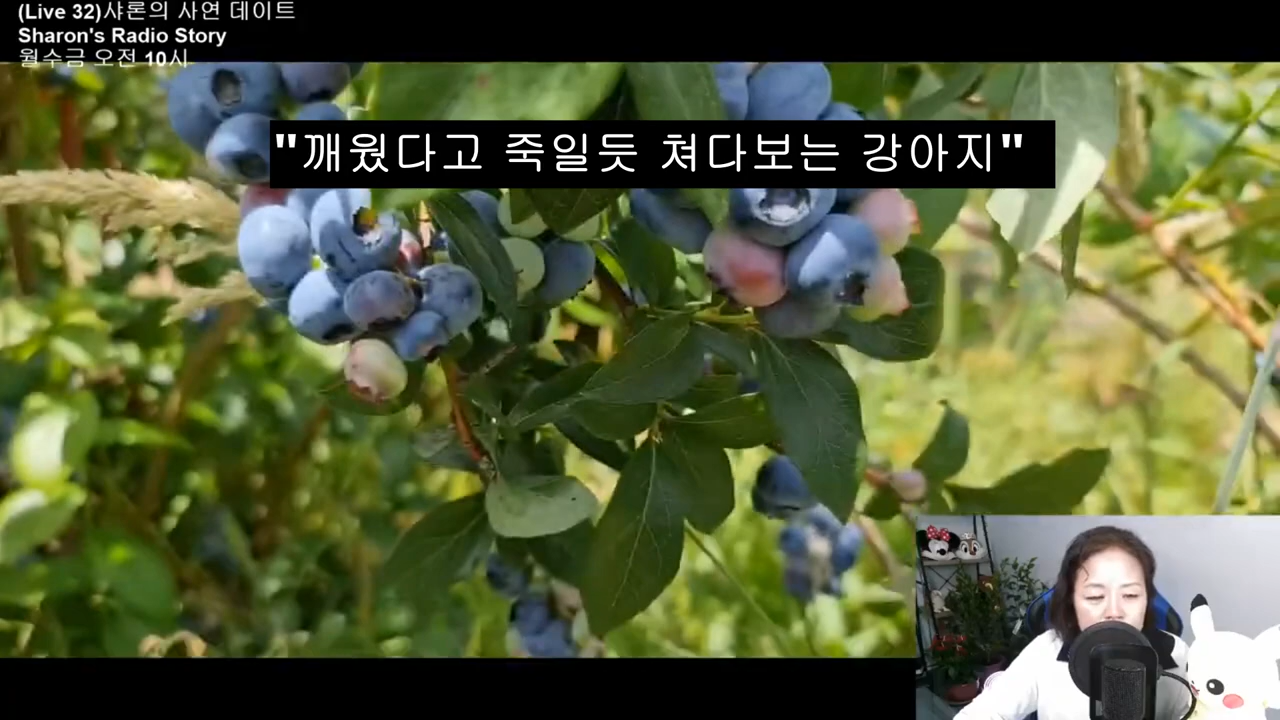 (Live 32)샤론의 사연 데이트
Sharon's Radio Story
월수금 오전 10시
"깨웠다고 죽일듯 쳐다보는 강아지"